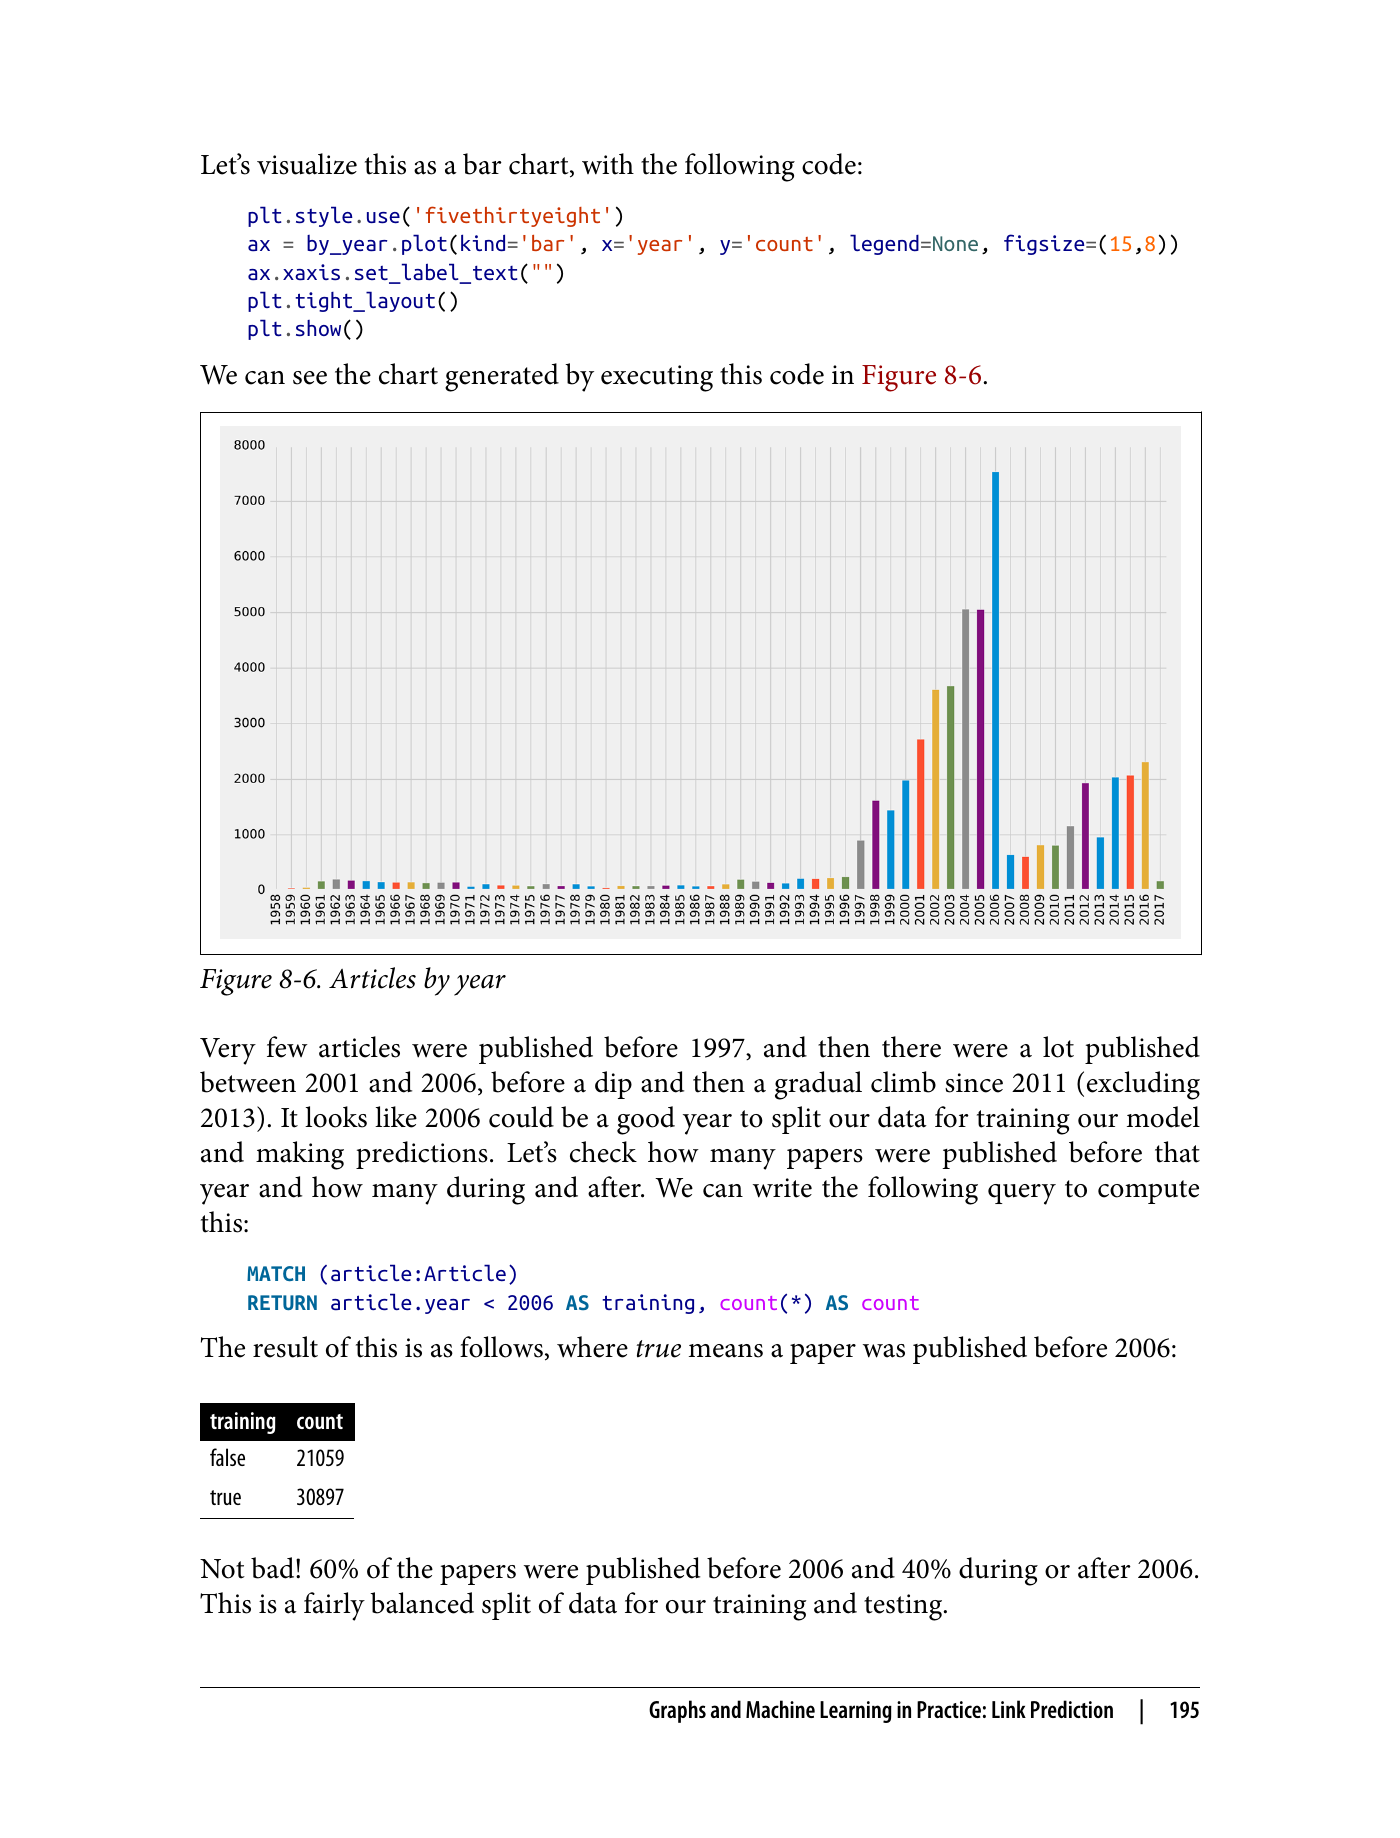 Let’s visualize this as a bar chart, with the following code:
plt.style.use('fivethirtyeight')
ax = by_year.plot(kind='bar', x='year', y='count', legend=None, figsize=(15,8))
ax.xaxis.set_label_text("")
plt.tight_layout()
plt.show()
We can see the chart generated by executing this code in Figure 8-6.
8000
7000
6000
5000
4000
3000
2000
1000
0
1958 1959 1960 1961 1962 1963 1964 1965 1966 1967 1968 1969 1970 1971 1972 1973 1974 1975 1976 1977 1978 1979 1980 1981 1982 1983 1984 1985 1986 1987 1988 1989 1990 1991 1992 1993 1994 1995 1996 1997 1998 1999 2000 2001 2002 2003 2004 2005 2006 2007 2008 2009 2010 2011 2012 2013 2014 2015 2016 2017
Figure 8-6. Articles by year
Very few articles were published before 1997, and then there were a lot published
between 2001 and 2006, before a dip and then a gradual climb since 2011 (excluding
2013). It looks like 2006 could be a good year to split our data for training our model
and making predictions. Let’s check how many papers were published before that
year and how many during and after. We can write the following query to compute
this:
MATCH (article:Article)
RETURN article.year < 2006 AS training, count(*) AS count
The result of this is as follows, where true means a paper was published before 2006:
training count
false 21059
true 30897
Not bad! 60% of the papers were published before 2006 and 40% during or after 2006.
This is a fairly balanced split of data for our training and testing.
Graphs and Machine Learning in Practice: Link Prediction | 195